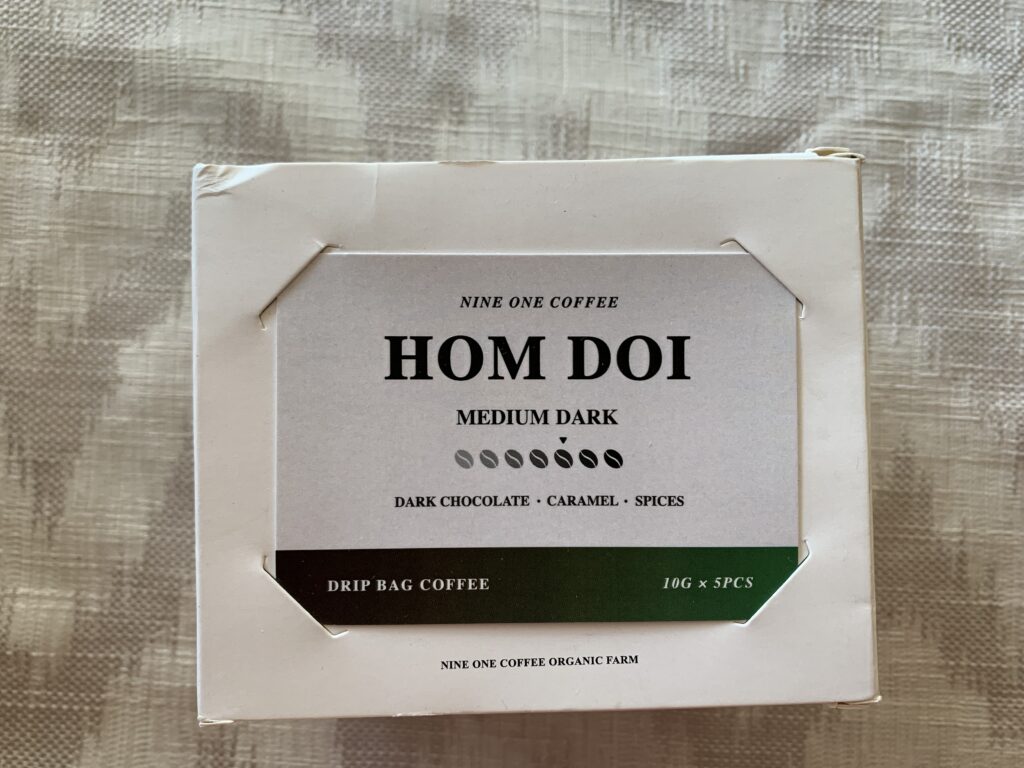 NINE ONE COFFEE
HOM DOI
MEDIUM DARK
DARK CHOCOLATE · CARAMEL · SPICES
DRIP BAG COFFEE
10G × 5PCS
NINE ONE COFFEE ORGANIC FARM